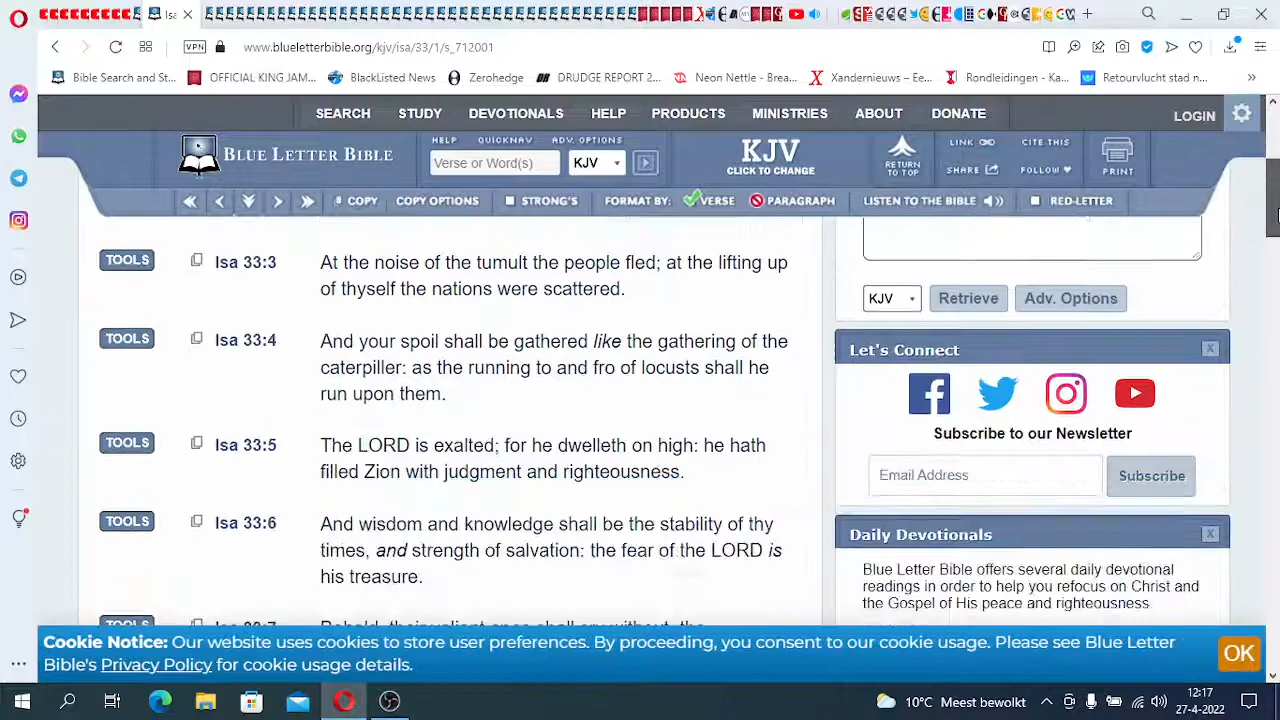 Isa
www.blueletterbible.org/kjv/isa/33/1/s_712001
VPN
Bible Search and St...
OFFICIAL KING JAM...
BlackListed News
Zerohedge
DRUDGE REPORT 2...
Neon Nettle - Brea...
Xandernieuws – Ee...
Rondleidingen - Ka...
Retourvlucht stad n...
SEARCH STUDY DEVOTIONALS HELP PRODUCTS MINISTRIES ABOUT DONATE
LOGIN
BLUE LETTER BIBLE
HELP QUICKNAV ADV. OPTIONS
Verse or Word(s)
KJV
KJV
CLICK TO CHANGE
RETURN
TO TOP
LINK
CITE THIS
SHARE
FOLLOW
PRINT
COPY
COPY OPTIONS
STRONG'S
FORMAT BY:
VERSE
PARAGRAPH
LISTEN TO THE BIBLE
RED-LETTER
TOOLS Isa 33:3 At the noise of the tumult the people fled; at the lifting up
of thyself the nations were scattered.
TOOLS Isa 33:4 And your spoil shall be gathered like the gathering of the
caterpiller: as the running to and fro of locusts shall he
run upon them.
TOOLS Isa 33:5 The LORD is exalted; for he dwelleth on high: he hath
filled Zion with judgment and righteousness.
TOOLS Isa 33:6 And wisdom and knowledge shall be the stability of thy
times, and strength of salvation: the fear of the LORD is
his treasure.
KJV
Retrieve
Adv. Options
Let's Connect
X
Subscribe to our Newsletter
Email Address
Subscribe
Daily Devotionals
X
Blue Letter Bible offers several daily devotional
readings in order to help you refocus on Christ and
the Gospel of His peace and righteousness.
Cookie Notice: Our website uses cookies to store user preferences. By proceeding, you consent to our cookie usage. Please see Blue Letter
Bible's Privacy Policy for cookie usage details.
OK
10°C Meest bewolkt
12:17
27-4-2022